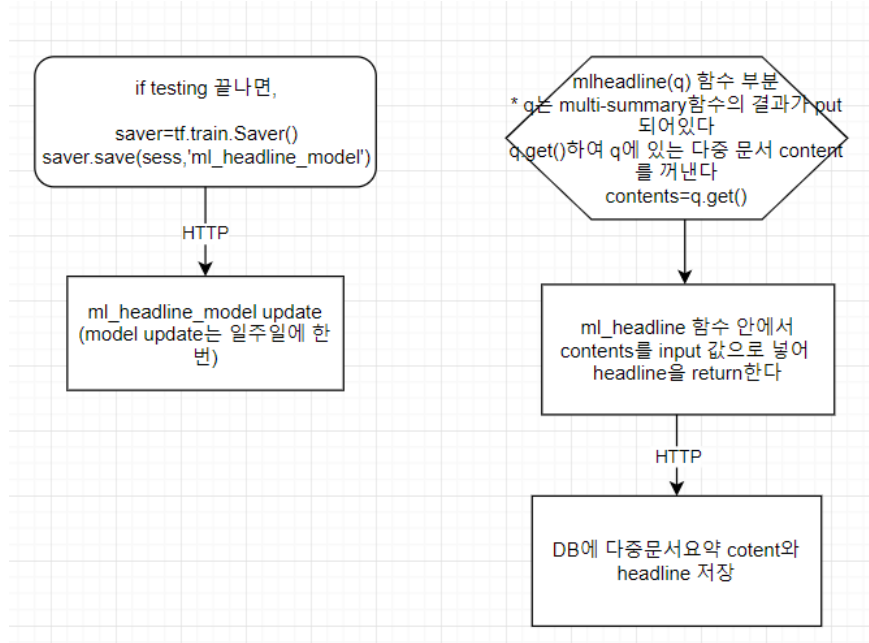 if testing 끝나면,
saver=tf.train.Saver()
saver.save(sess,'ml_headline_model')
HTTP
ml_headline_model update
(model update는 일주일에 한
번)
mlheadline(q) 함수 부분
* q는 multi-summary함수의 결과가 put
되어있다
q.get()하여 q에 있는 다중 문서 content
를 꺼낸다
contents=q.get()
ml_headline 함수 안에서
contents를 input 값으로 넣어
headline을 return한다
HTTP
DB에 다중문서요약 cotent와
headline 저장